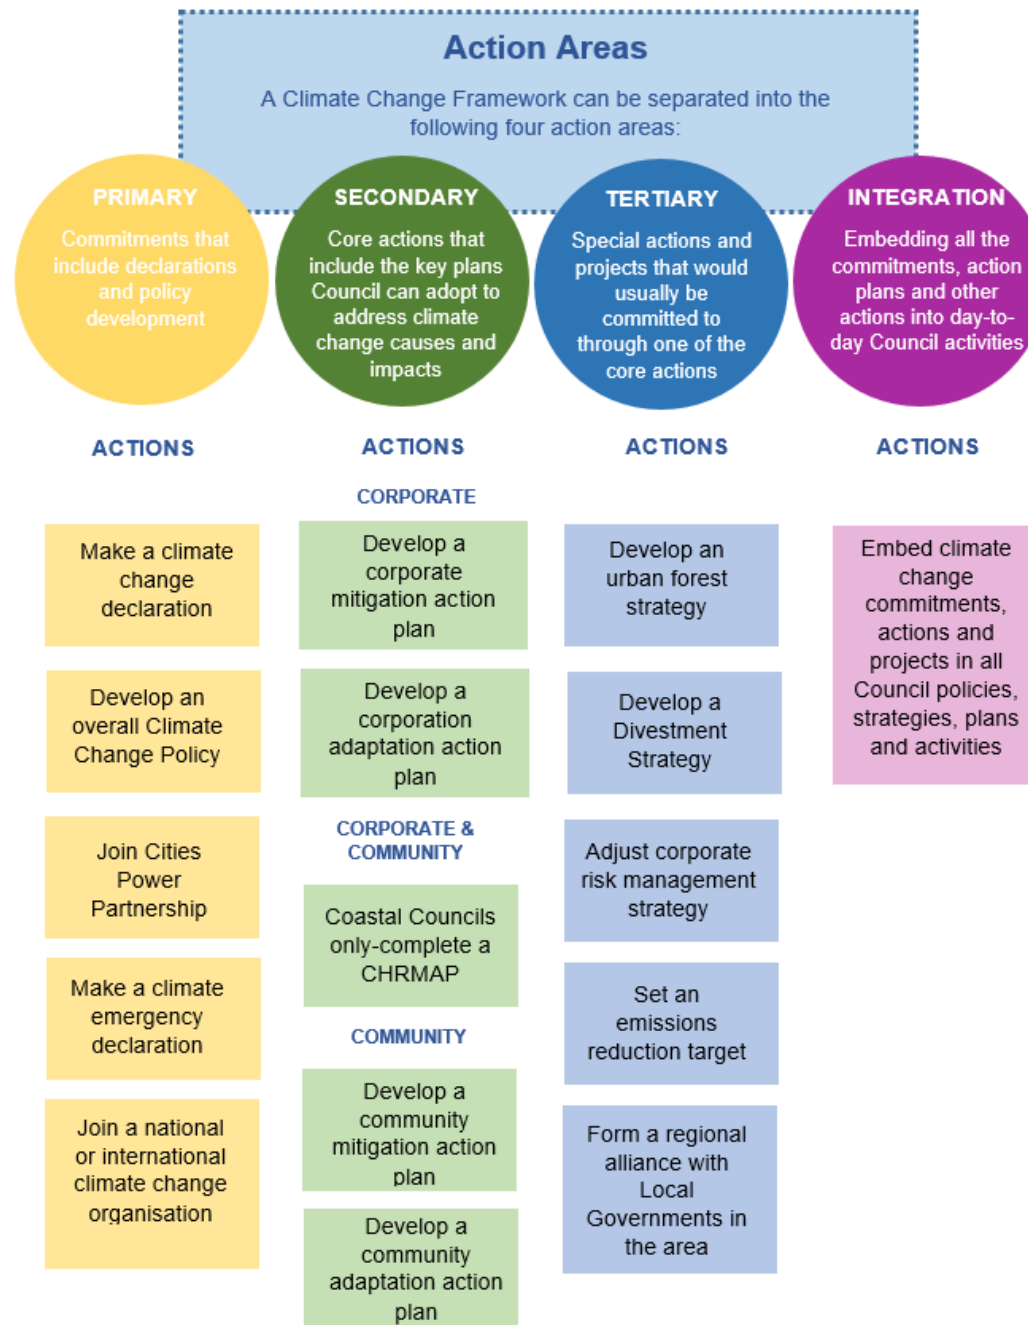 Action Areas
A Climate Change Framework can be separated into the
following four action areas:
PRIMARY
Commitments that
include declarations
and policy
development
SECONDARY
Core actions that
include the key plans
Council can adopt to
address climate
change causes and
impacts
TERTIARY
Special actions and
projects that would
usually be
committed to
through one of the
core actions
INTEGRATION
Embedding all the
commitments, action
plans and other
actions into day-to-
day Council activities
ACTIONS
Make a climate
change
declaration
Develop an
overall Climate
Change Policy
Join Cities
Power
Partnership
Make a climate
emergency
declaration
Join a national
or international
climate change
organisation
ACTIONS
CORPORATE
Develop a
corporate
mitigation action
plan
Develop a
corporation
adaptation action
plan
CORPORATE &
COMMUNITY
Coastal Councils
only-complete a
CHRMAP
COMMUNITY
Develop a
community
mitigation action
plan
Develop a
community
adaptation action
plan
ACTIONS
Develop an
urban forest
strategy
Develop a
Divestment
Strategy
Adjust corporate
risk management
strategy
Set an
emissions
reduction target
Form a regional
alliance with
Local
Governments in
the area
ACTIONS
Embed climate
change
commitments,
actions and
projects in all
Council policies,
strategies, plans
and activities